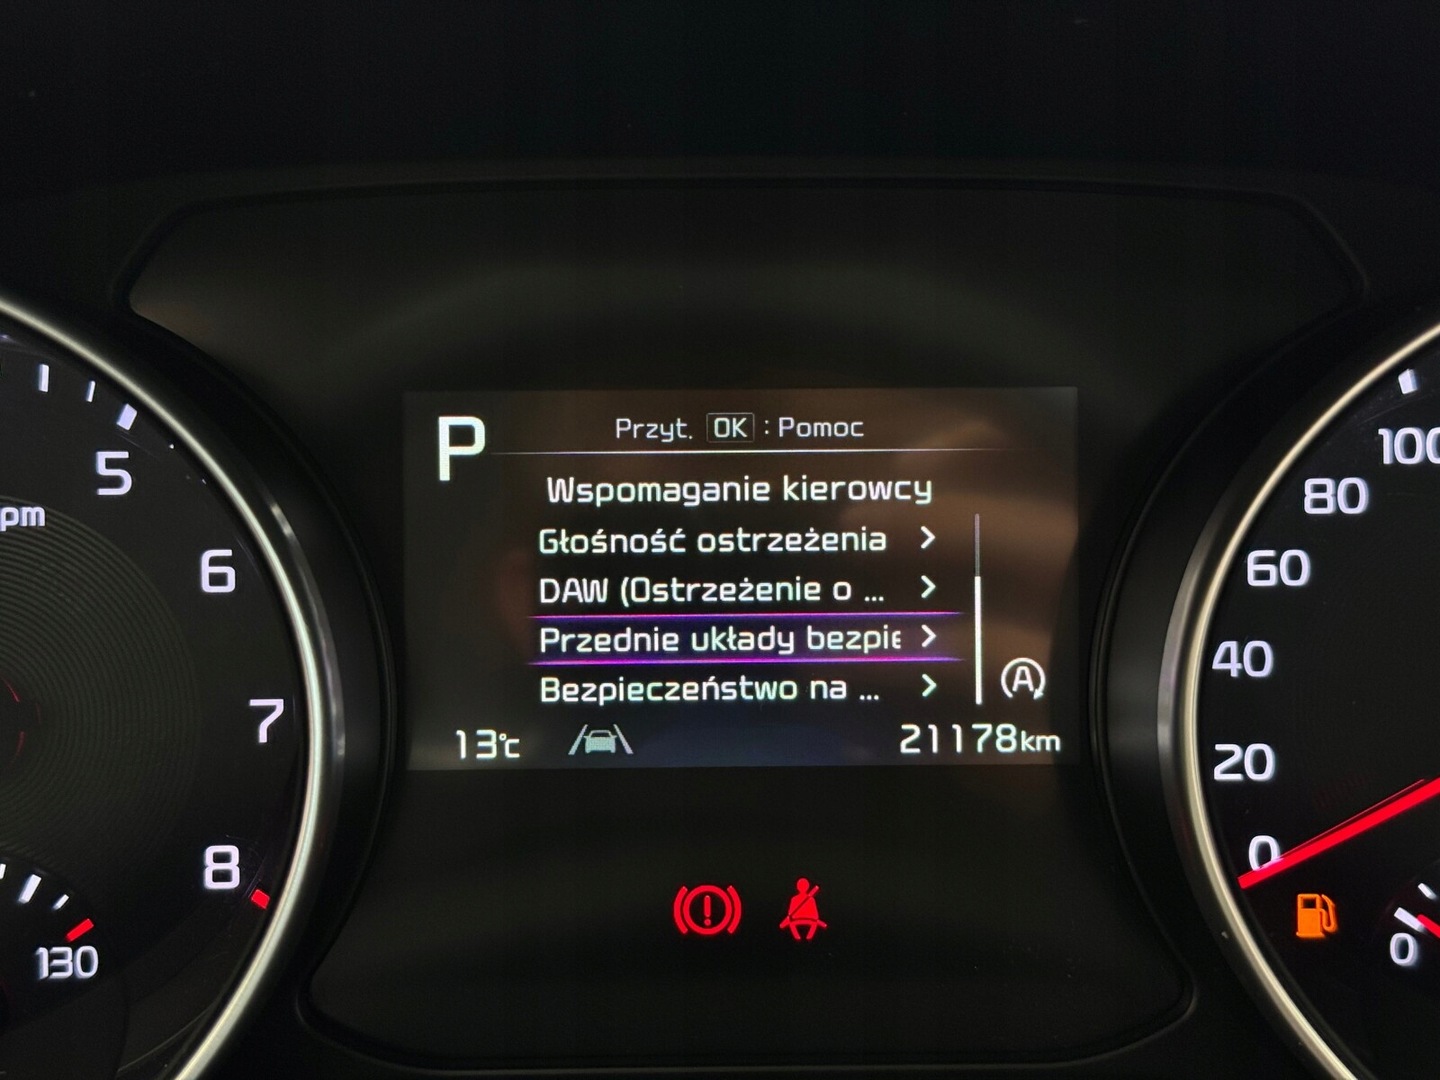 P
Przyt. OK : Pomoc
Wspomaganie kierowcy
Głośność ostrzeżenia
DAW (Ostrzeżenie o ...
Przednie układy bezpie
Bezpieczeństwo na ...
A
13°C
21178km
5
pm
6
7
8
130
100
80
60
40
20
0
0